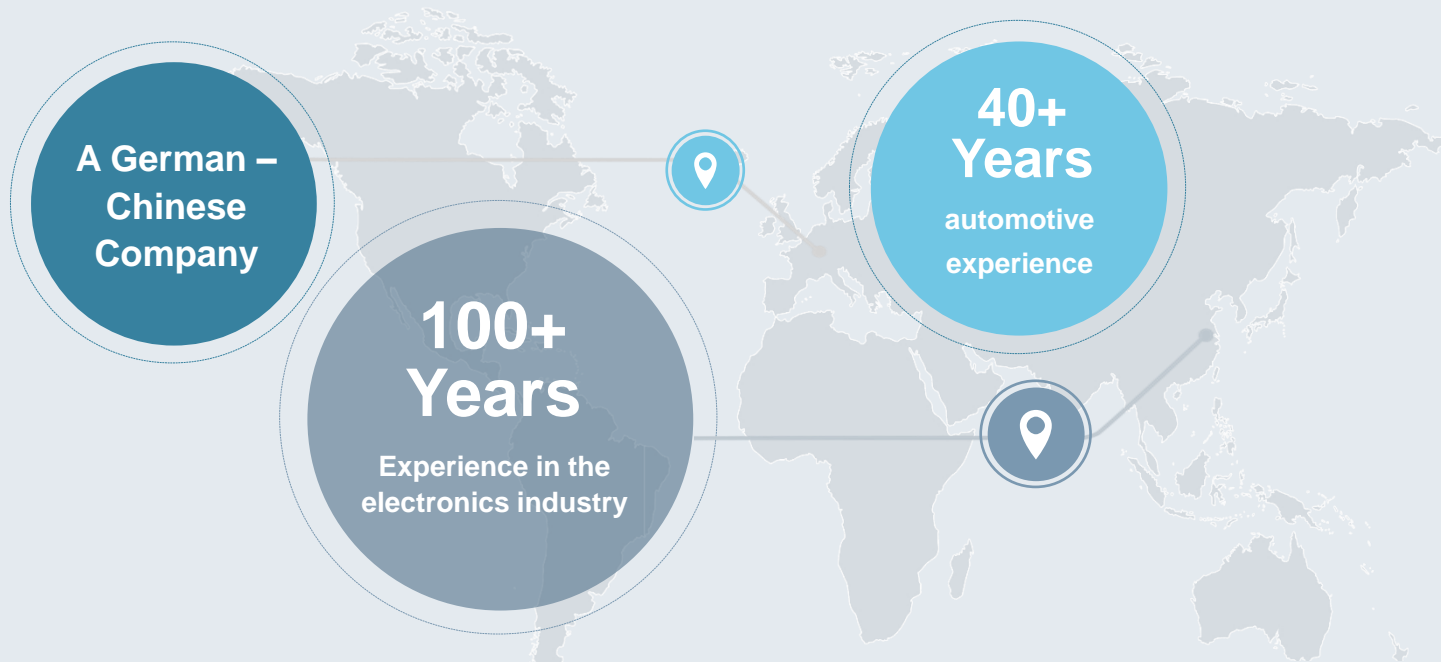 A German –
Chinese
Company
100+
Years
Experience in the
electronics industry
40+
Years
automotive
experience